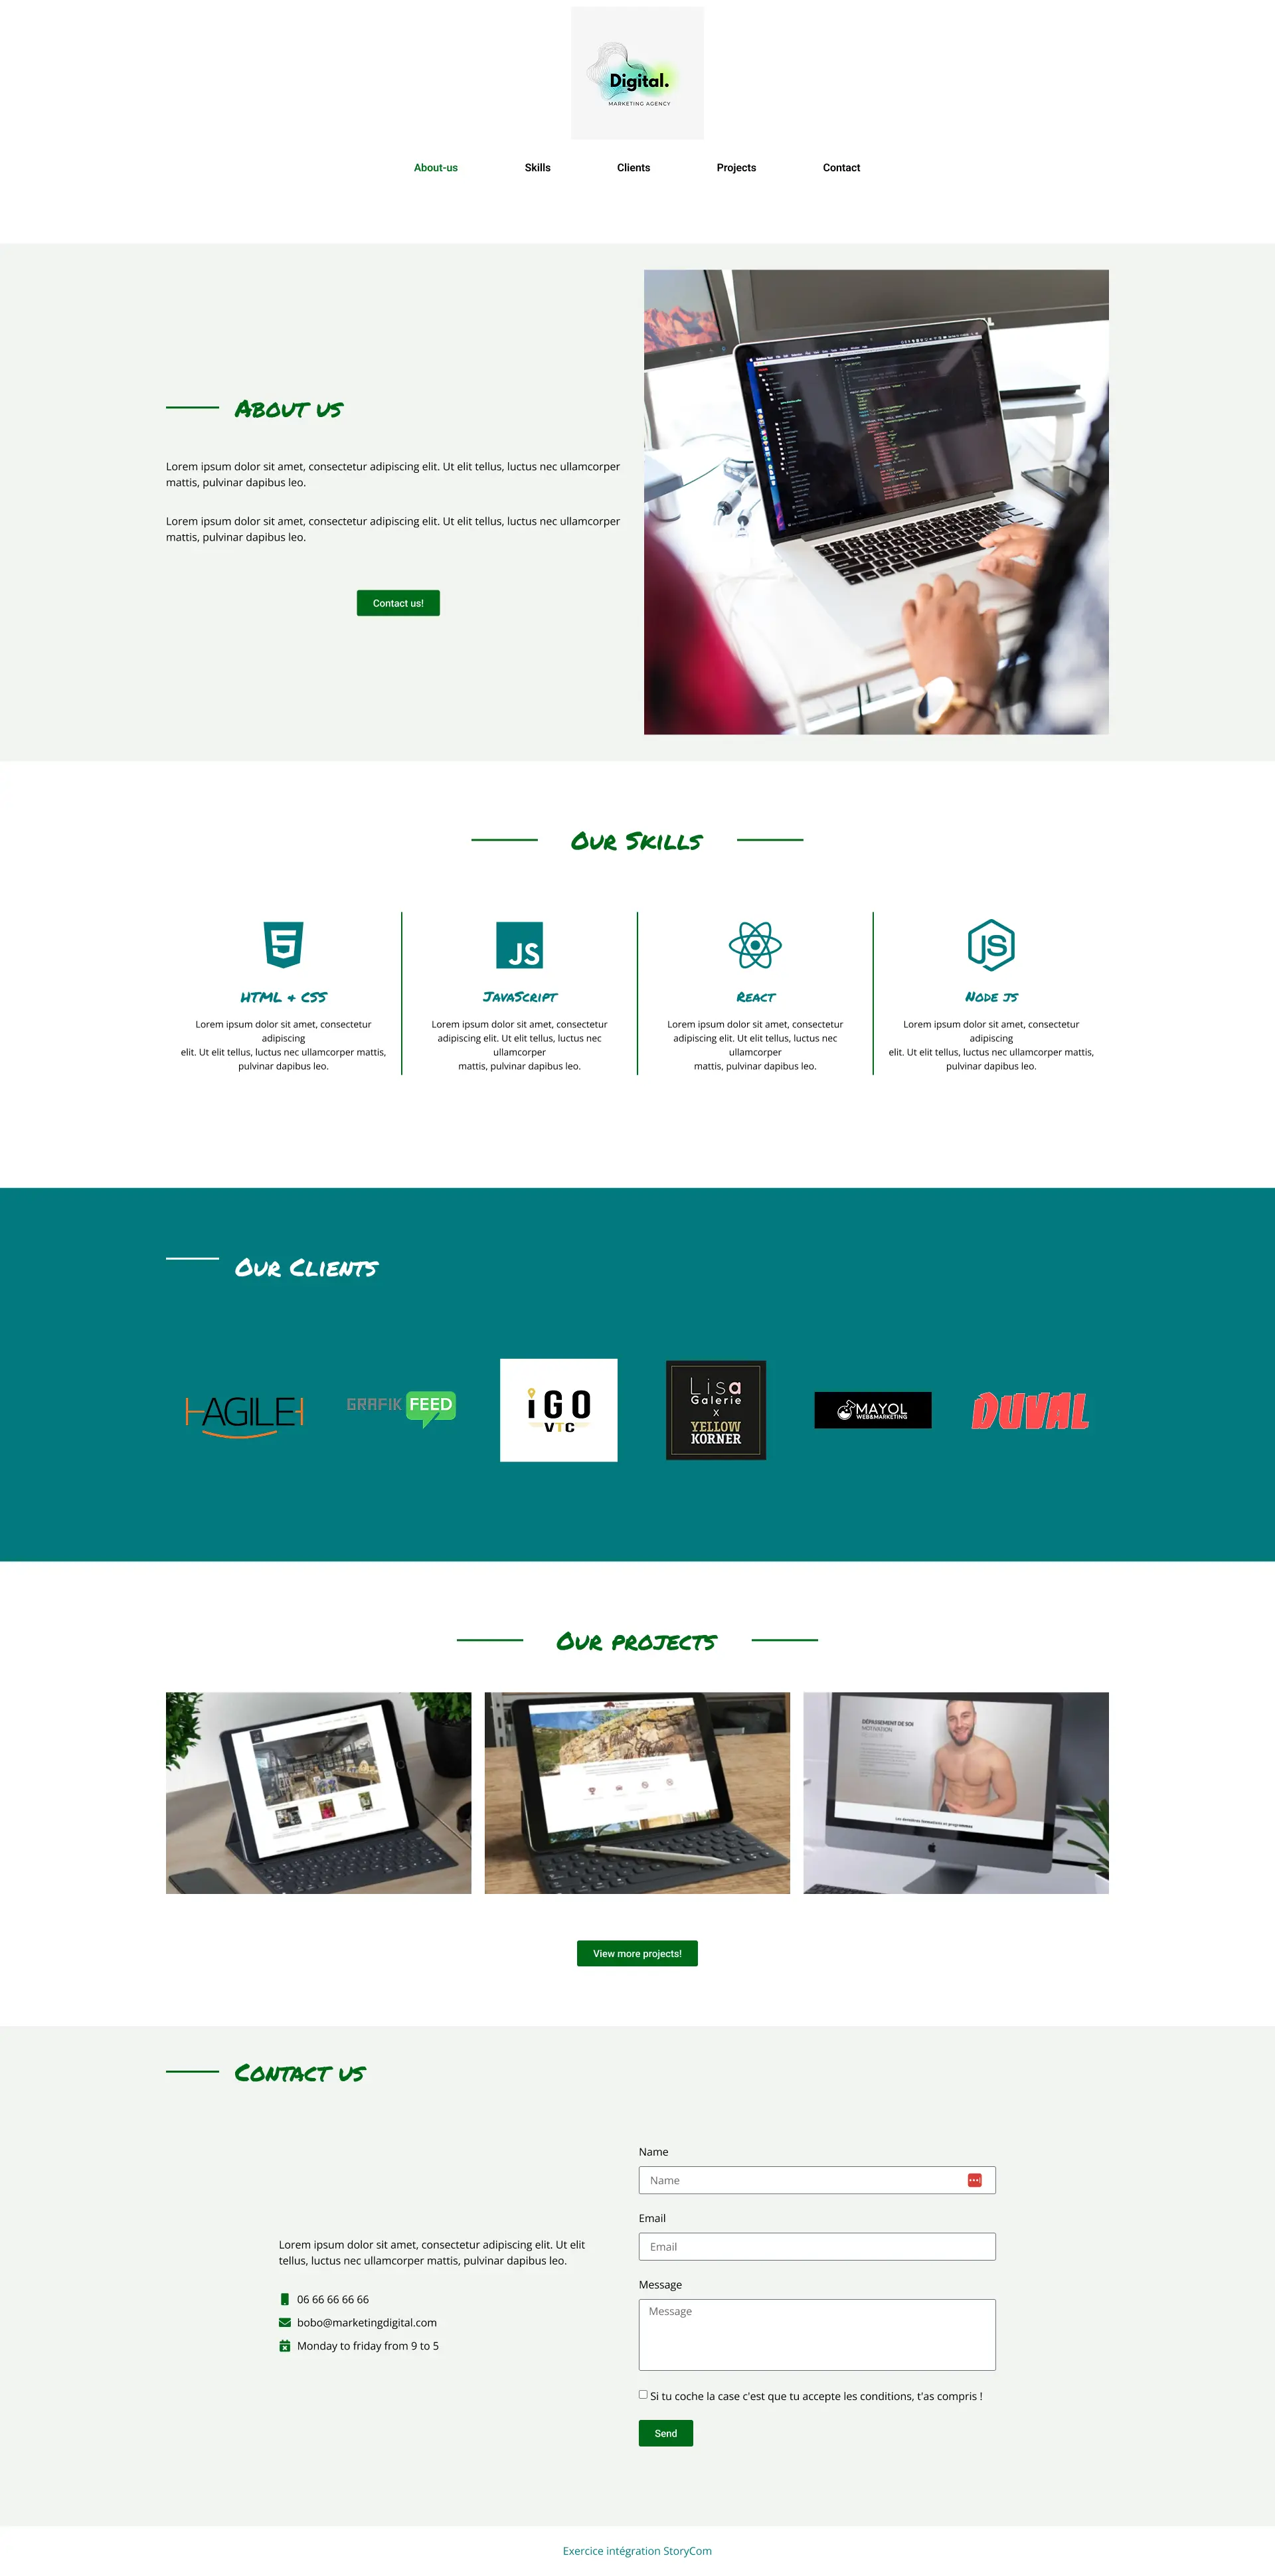 Digital.
MARKETING AGENCY
About-us Skills Clients Projects Contact
About us
Lorem ipsum dolor sit amet, consectetur adipiscing elit. Ut elit tellus, luctus nec ullamcorper
mattis, pulvinar dapibus leo.
Lorem ipsum dolor sit amet, consectetur adipiscing elit. Ut elit tellus, luctus nec ullamcorper
mattis, pulvinar dapibus leo.
Contact us!
Our Skills
5
HTML & CSS
Lorem ipsum dolor sit amet, consectetur
adipiscing
elit. Ut elit tellus, luctus nec ullamcorper mattis,
pulvinar dapibus leo.
JS
JavaScript
Lorem ipsum dolor sit amet, consectetur
adipiscing elit. Ut elit tellus, luctus nec
ullamcorper
mattis, pulvinar dapibus leo.
React
Lorem ipsum dolor sit amet, consectetur
adipiscing elit. Ut elit tellus, luctus nec
ullamcorper
mattis, pulvinar dapibus leo.
JS
Node js
Lorem ipsum dolor sit amet, consectetur
adipiscing
elit. Ut elit tellus, luctus nec ullamcorper mattis,
pulvinar dapibus leo.
Our Clients
HAGILEH
GRAFIK FEED
iGO
VTC
Lisa
Galerie
x
YELLOW
KORNER
MAYOL
WEB&MARKETING
DUVAL
Our projects
DÉPASSEMENT DE SOI
MOTIVATION
Les dernières formations et programmes
View more projects!
Contact us
Lorem ipsum dolor sit amet, consectetur adipiscing elit. Ut elit
tellus, luctus nec ullamcorper mattis, pulvinar dapibus leo.
06 66 66 66 66
bobo@marketingdigital.com
Monday to friday from 9 to 5
Name
Name
Email
Email
Message
Message
Si tu coche la case c'est que tu accepte les conditions, t'as compris !
Send
Exercice intégration StoryCom